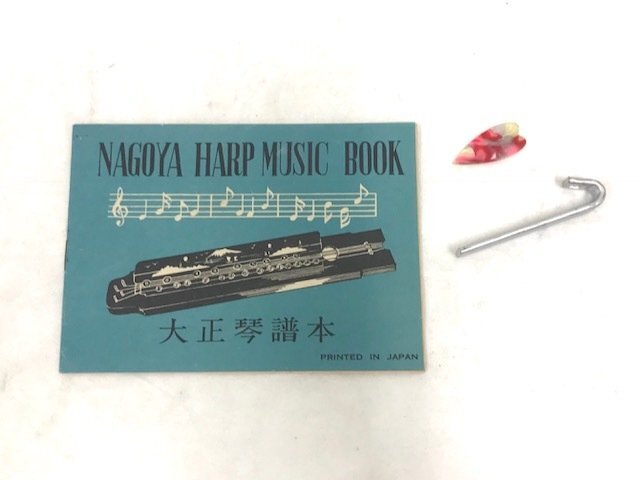 NAGOYA HARP MUSIC BOOK
大正琴譜本
PRINTED IN JAPAN